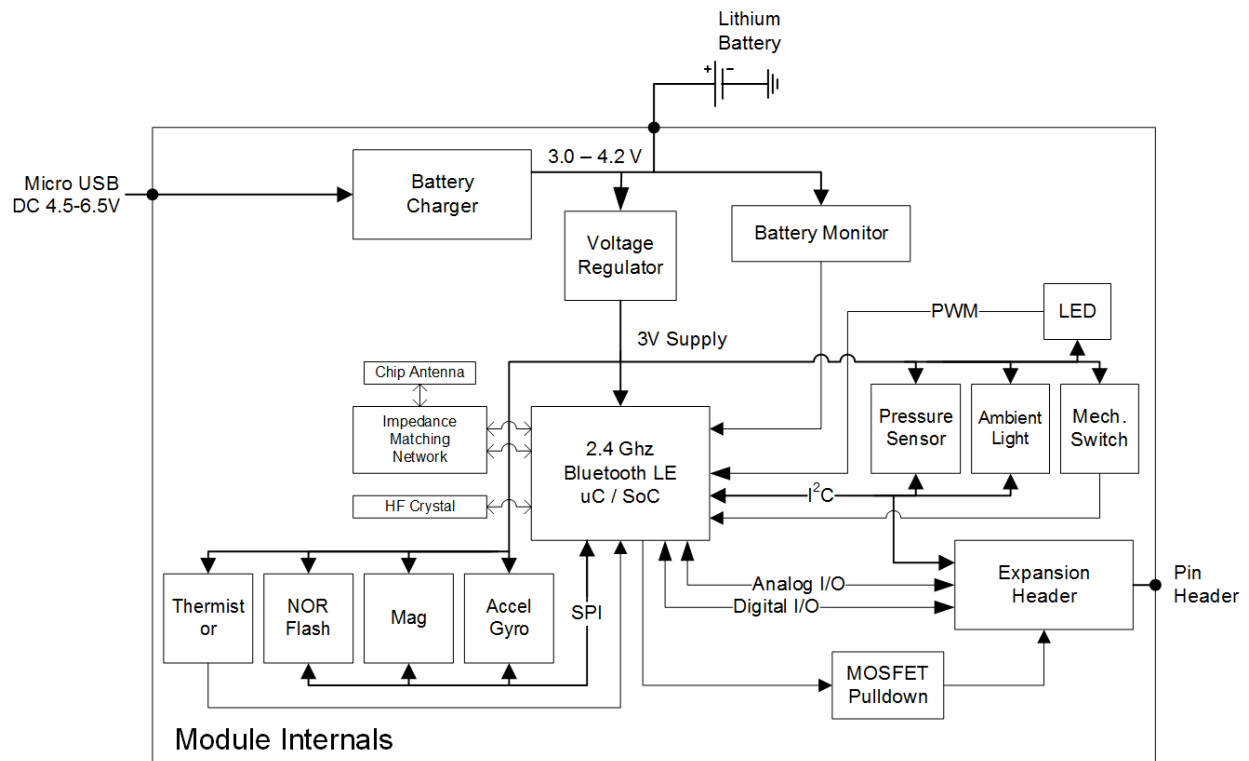 Lithium
Battery
+
−
Micro USB
DC 4.5-6.5V
Battery
Charger
3.0 – 4.2 V
Voltage
Regulator
Battery Monitor
PWM
LED
3V Supply
Chip Antenna
Impedance
Matching
Network
HF Crystal
2.4 Ghz
Bluetooth LE
uC / SoC
Pressure
Sensor
Ambient
Light
Mech.
Switch
I²C
Thermist
or
NOR
Flash
Mag
Accel
Gyro
SPI
Analog I/O
Digital I/O
Expansion
Header
Pin
Header
MOSFET
Pulldown
Module Internals